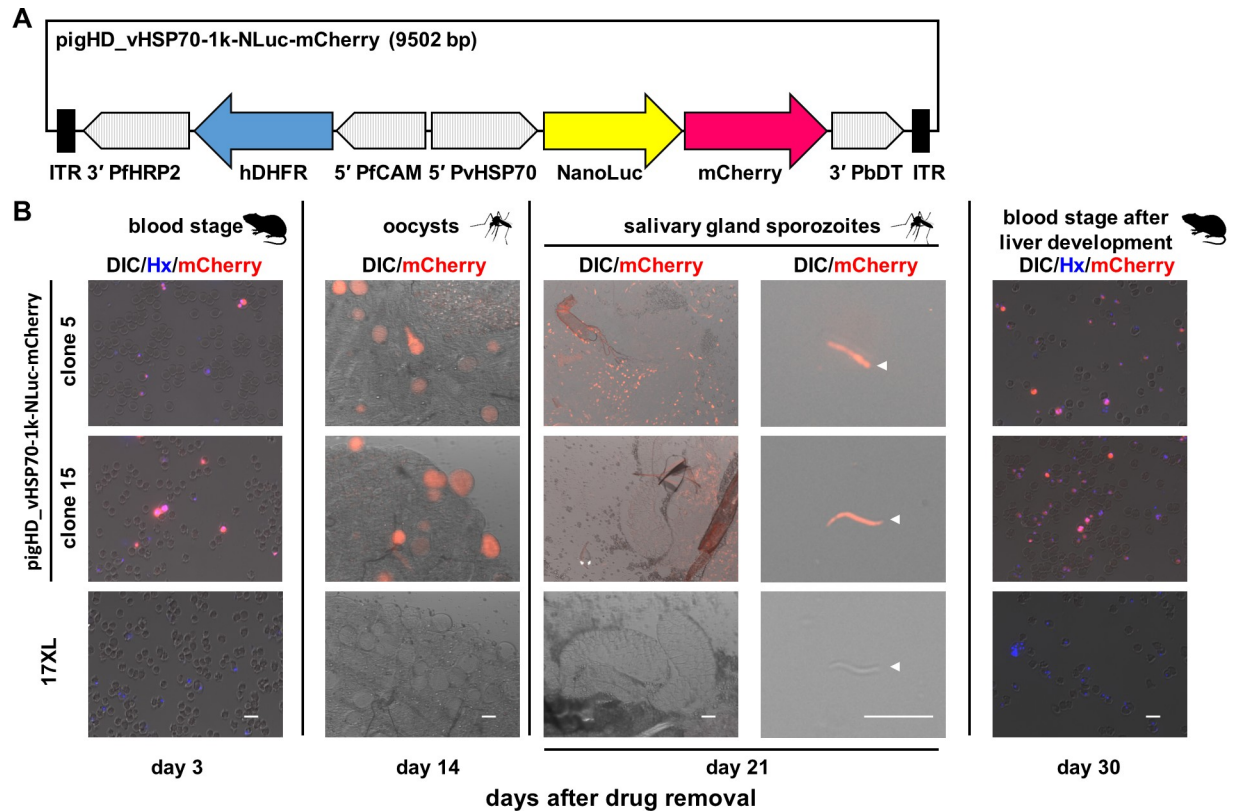 A
pigHD_vHSP70-1k-NLuc-mCherry (9502 bp)
ITR 3′ PfHRP2 hDHFR 5′ PfCAM 5′ PvHSP70 NanoLuc mCherry 3′ PbDT ITR
B
blood stage
oocysts
salivary gland sporozoites
blood stage after
liver development
DIC/Hx/mCherry
DIC/mCherry
DIC/mCherry
DIC/mCherry
DIC/Hx/mCherry
pigHD_vHSP70-1k-NLuc-mCherry
clone 5
clone 15
17XL
day 3
day 14
day 21
day 30
days after drug removal